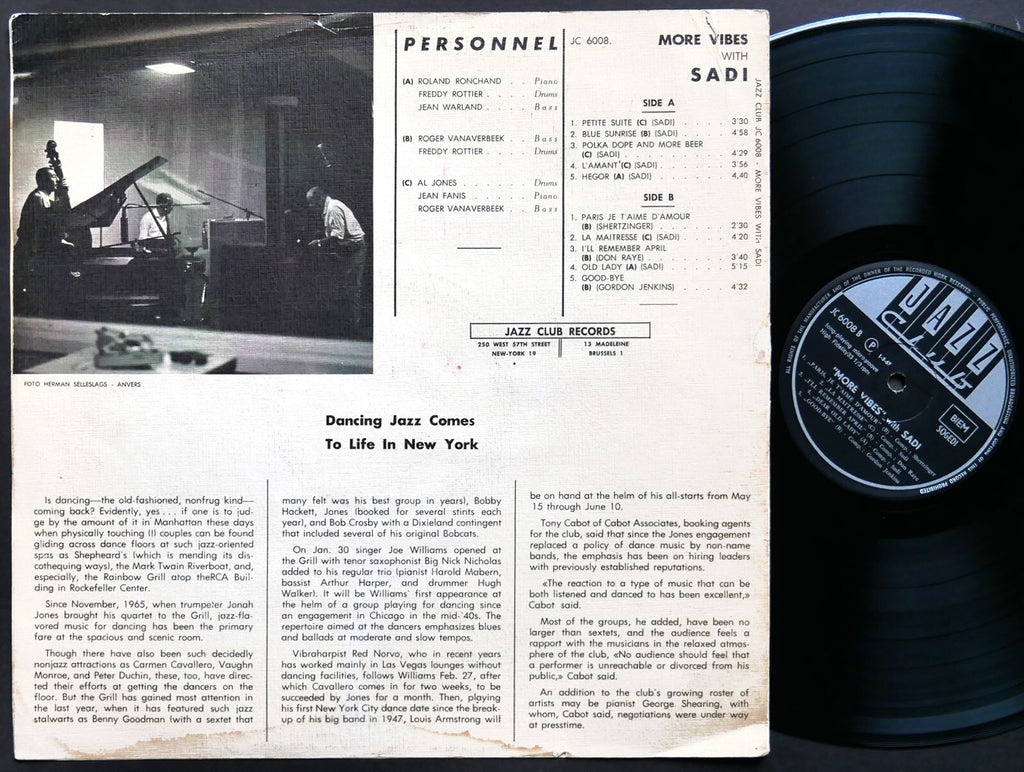 PERSONNEL
(A) ROLAND RONCHAND . . Piano
FREDDY ROTTIER . . . . . Drums
JEAN WARLAND . . . . . Bass
(B) ROGER VANAVERBEEK . . Bass
FREDDY ROTTIER . . . . Drums
(C) AL JONES . . . . . . . Drums
JEAN FANIS . . . . . . Piano
ROGER VANAVERBEEK . . Bass
JC 6008.
MORE VIBES
WITH
SADI
SIDE A
1. PETITE SUITE (C) (SADI) . . . . . 3'30
2. BLUE SUNRISE (B) (SADI) . . . . 4'58
3. POLKA DOPE AND MORE BEER
(C) (SADI) . . . . . . . . . . 4'29
4. L'AMANT (C) (SADI) . . . . . . 3'56
5. HEGOR (A) (SADI) . . . . . . . 4,40
SIDE B
1. PARIS JE T'AIME D'AMOUR
(B) (SHERTZINGER) . . . . . . 2'30
2. LA MAITRESSE (C) (SADI) . . . . 4'20
3. I'LL REMEMBER APRIL
(B) (DON RAYE) . . . . . . . 3'40
4. OLD LADY (A) (SADI) . . . . . 5'15
5. GOOD-BYE
(B) (GORDON JENKINS) . . . . . 4'32
JAZZ CLUB JC 6008 - MORE VIBES WITH SADI
JAZZ CLUB RECORDS
250 WEST 57TH STREET
NEW-YORK 19
13 MADELEINE
BRUSSELS 1
FOTO HERMAN SELLESLAGS - ANVERS
Dancing Jazz Comes
To Life In New York
Is dancing—the old-fashioned, nonfrug kind—
coming back? Evidently, yes . . . if one is to jud-
ge by the amount of it in Manhattan these days
when physically touching (!) couples can be found
gliding across dance floors at such jazz-oriented
spots as Shepheard's (which is mending its dis-
cothequing ways), the Mark Twain Riverboat, and,
especially, the Rainbow Grill atop theRCA Buil-
ding in Rockefeller Center.
Since November, 1965, when trumpeter Jonah
Jones brought his quartet to the Grill, jazz-fla-
vored music for dancing has been the primary
fare at the spacious and scenic room.
Though there have also been such decidedly
nonjazz attractions as Carmen Cavallero, Vaughn
Monroe, and Peter Duchin, these, too, have direc-
ted their efforts at getting the dancers on the
floor. But the Grill has gained most attention in
the last year, when it has featured such jazz
stalwarts as Benny Goodman (with a sextet that
many felt was his best group in years), Bobby
Hackett, Jones (booked for several stints each
year), and Bob Crosby with a Dixieland contingent
that included several of his original Bobcats.
On Jan. 30 singer Joe Williams opened at
the Grill with tenor saxophonist Big Nick Nicholas
added to his regular trio (pianist Harold Mabern,
bassist Arthur Harper, and drummer Hugh
Walker). It will be Williams' first appearance at
the helm of a group playing for dancing since
an engagement in Chicago in the mid-'40s. The
repertoire aimed at the dancers emphasizes blues
and ballads at moderate and slow tempos.
Vibraharpist Red Norvo, who in recent years
has worked mainly in Las Vegas lounges without
dancing facilities, follows Williams Feb. 27, after
which Cavallero comes in for two weeks, to be
succeeded by Jones for a month. Then, playing
his first New York City dance date since the break-
up of his big band in 1947, Louis Armstrong will
be on hand at the helm of his all-starts from May
15 through June 10.
Tony Cabot of Cabot Associates, booking agents
for the club, said that since the Jones engagement
replaced a policy of dance music by non-name
bands, the emphasis has been on hiring leaders
with previously established reputations.
«The reaction to a type of music that can be
both listened and danced to has been excellent,»
Cabot said.
Most of the groups, he added, have been no
larger than sextets, and the audience feels a
rapport with the musicians in the relaxed atmos-
phere of the club, «No audience should feel that
a performer is unreachable or divorced from his
public,» Cabot said.
An addition to the club's growing roster of
artists may be pianist George. Shearing, with
whom, Cabot said, negotiations were under way
at presstime.
JAZZ
Club
JC 6008 B
Long-playing microgroove
High Fidelity/33 1/3 rpm
P 1-9-67
BIEM
SOGEDI
"MORE VIBES" with SADI